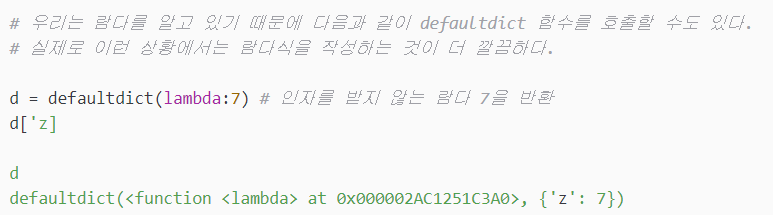 # 우리는 람다를 알고 있기 때문에 다음과 같이 defaultdict 함수를 호출할 수도 있다.
# 실제로 이런 상황에서는 람다식을 작성하는 것이 더 깔끔하다.
d = defaultdict(lambda:7) # 인자를 받지 않는 람다 7을 반환
d['z]
d
defaultdict(<function <lambda> at 0x000002AC1251C3A0>, {'z': 7})